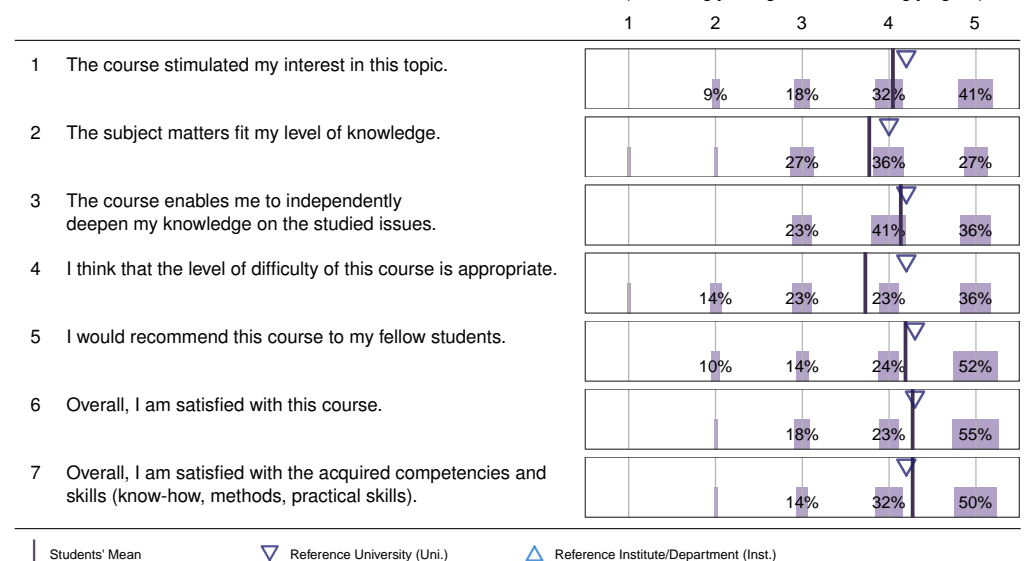 1 2 3 4 5
1 The course stimulated my interest in this topic.
9% 18% 32% 41%
2 The subject matters fit my level of knowledge.
27% 36% 27%
3 The course enables me to independently
deepen my knowledge on the studied issues.
23% 41% 36%
4 I think that the level of difficulty of this course is appropriate.
14% 23% 23% 36%
5 I would recommend this course to my fellow students.
10% 14% 24% 52%
6 Overall, I am satisfied with this course.
18% 23% 55%
7 Overall, I am satisfied with the acquired competencies and
skills (know-how, methods, practical skills).
14% 32% 50%
Students' Mean Reference University (Uni.) Reference Institute/Department (Inst.)